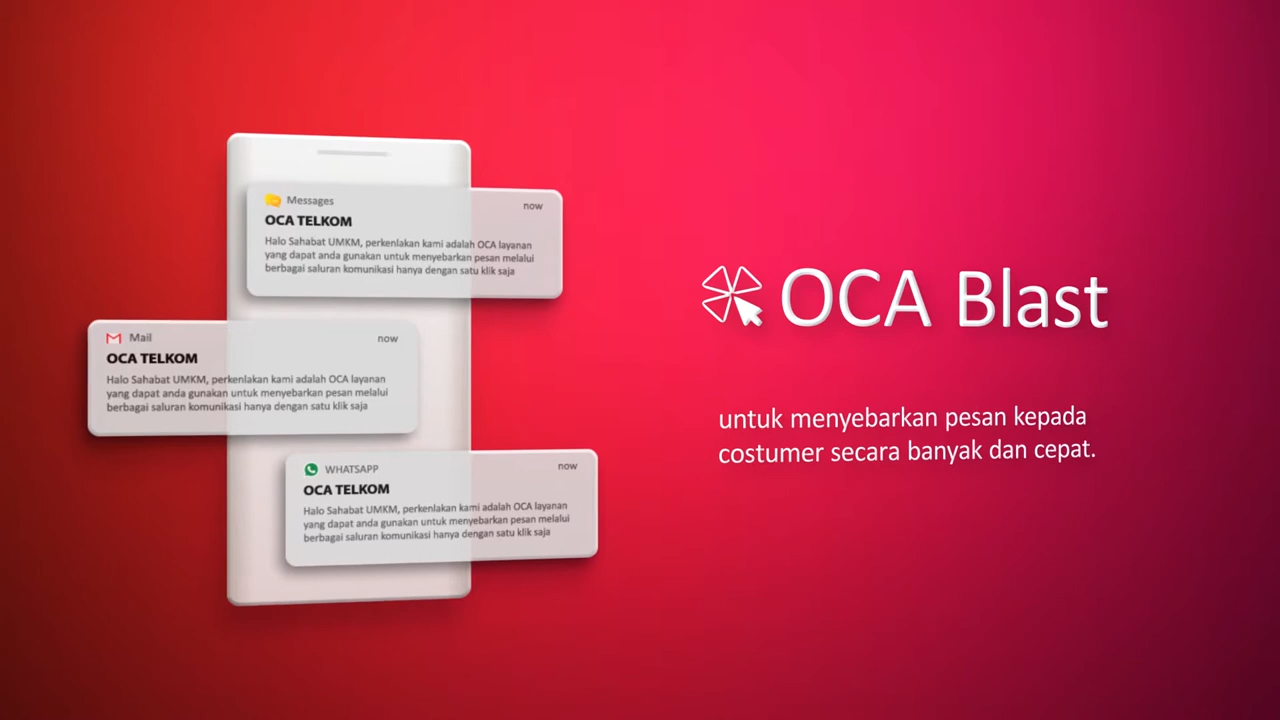 Messages
now
OCA TELKOM
Halo Sahabat UMKM, perkenlakan kami adalah OCA layanan
yang dapat anda gunakan untuk menyebarkan pesan melalui
berbagai saluran komunikasi hanya dengan satu klik saja
Mail
now
OCA TELKOM
Halo Sahabat UMKM, perkenlakan kami adalah OCA layanan
yang dapat anda gunakan untuk menyebarkan pesan melalui
berbagai saluran komunikasi hanya dengan satu klik saja
WHATSAPP
now
OCA TELKOM
Halo Sahabat UMKM, perkenlakan kami adalah OCA layanan
yang dapat anda gunakan untuk menyebarkan pesan melalui
berbagai saluran komunikasi hanya dengan satu klik saja
OCA Blast
untuk menyebarkan pesan kepada
costumer secara banyak dan cepat.